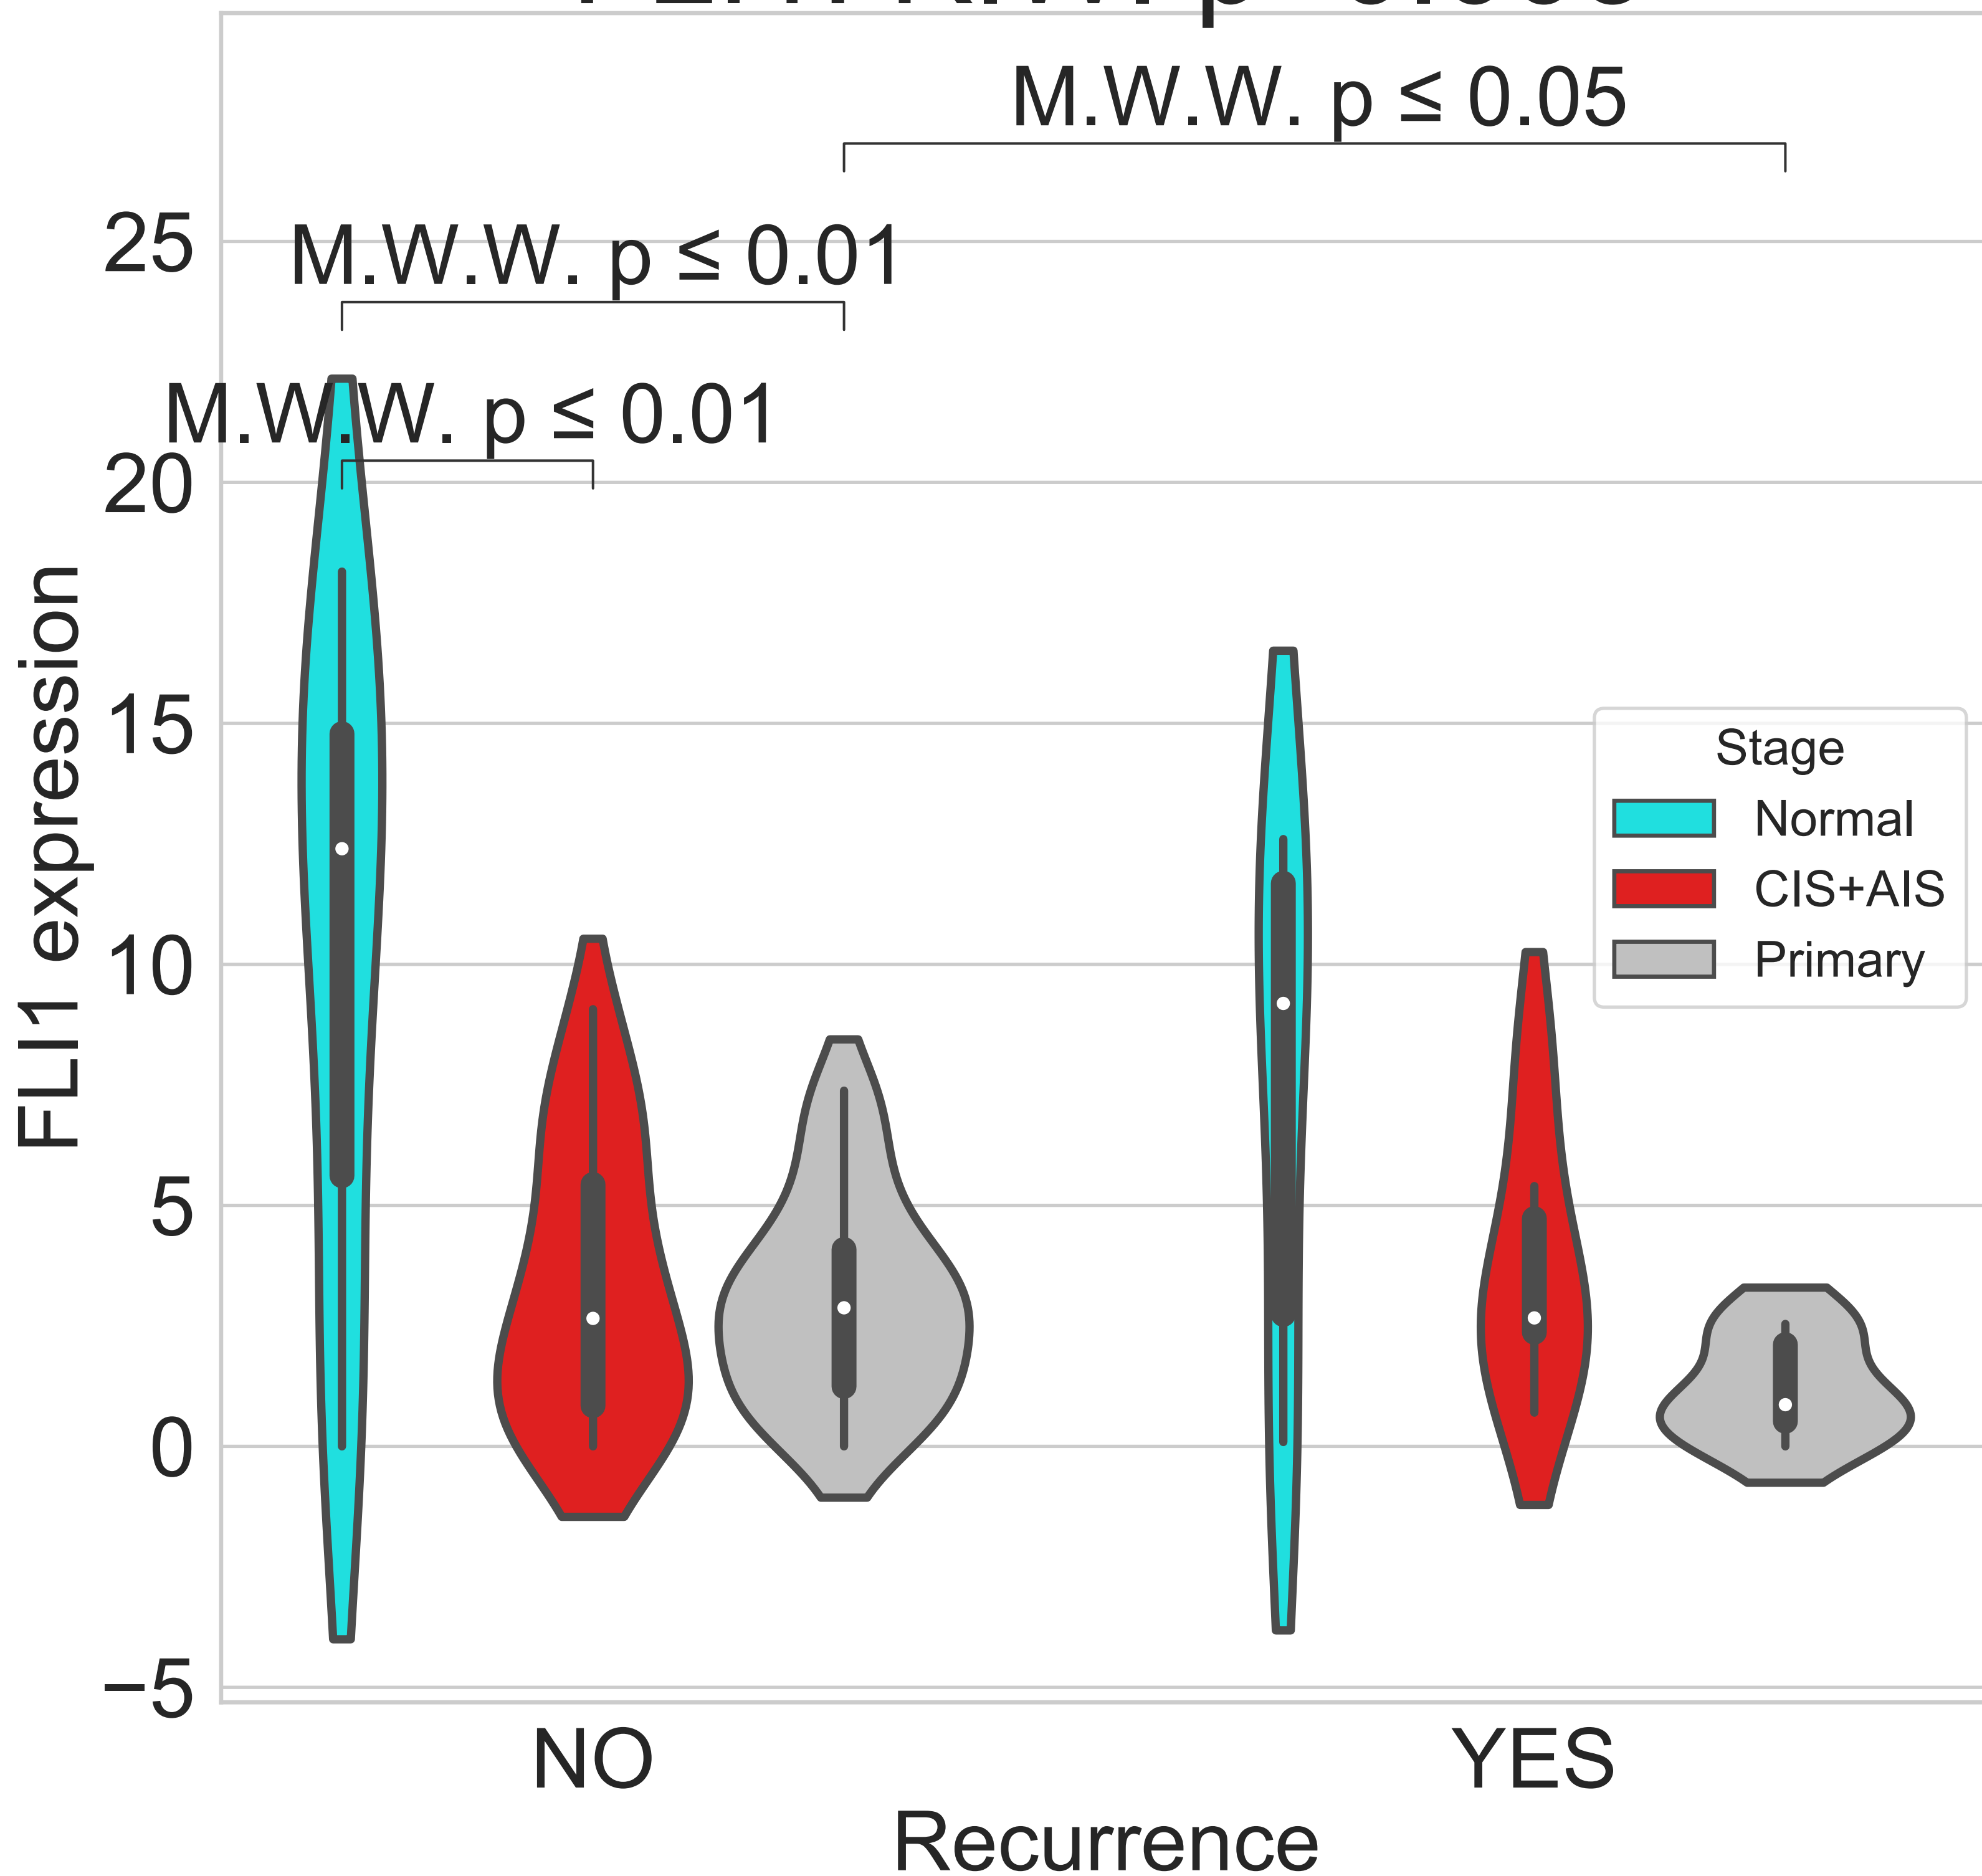 M.W.W. p ≤ 0.05
25
M.W.W. p ≤ 0.01
M.W.W. p ≤ 0.01
20
15
10
5
0
−5
FLI1 expression
Stage
Normal
CIS+AIS
Primary
NO
YES
Recurrence